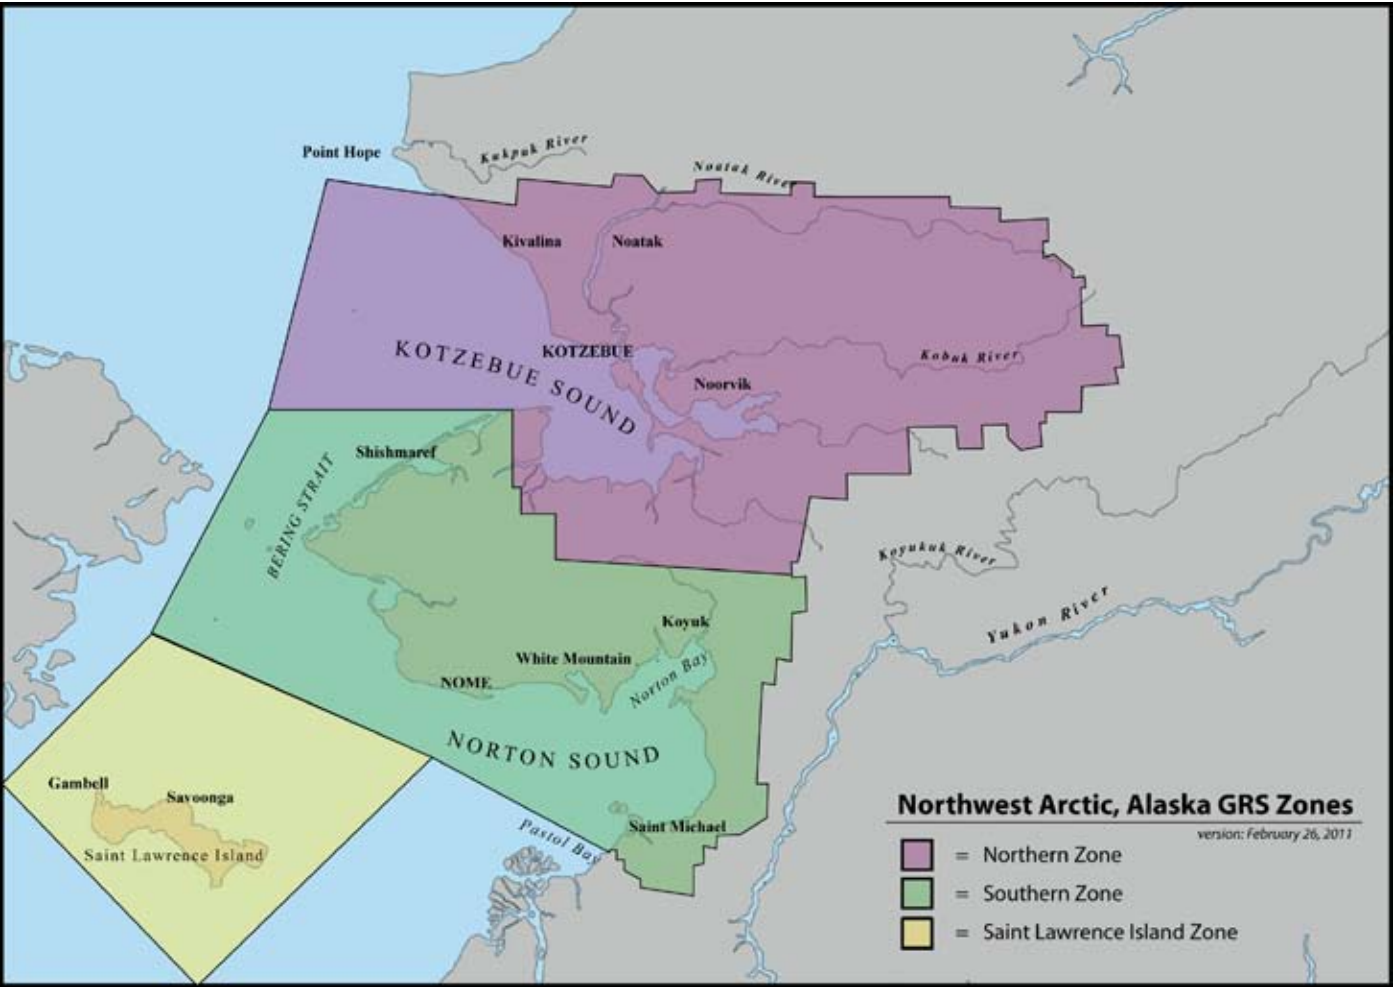 Point Hope
Kukpuk River
Noatak River
Kivalina
Noatak
KOTZEBUE SOUND
KOTZEBUE
Kobuk River
Noorvik
Shishmaref
BERING STRAIT
Koyukuk River
Yukon River
Koyuk
White Mountain
Norton Bay
NOME
NORTON SOUND
Gambell
Savoonga
Saint Lawrence Island
Pastol Bay
Saint Michael
Northwest Arctic, Alaska GRS Zones
version: February 26, 2011
= Northern Zone
= Southern Zone
= Saint Lawrence Island Zone